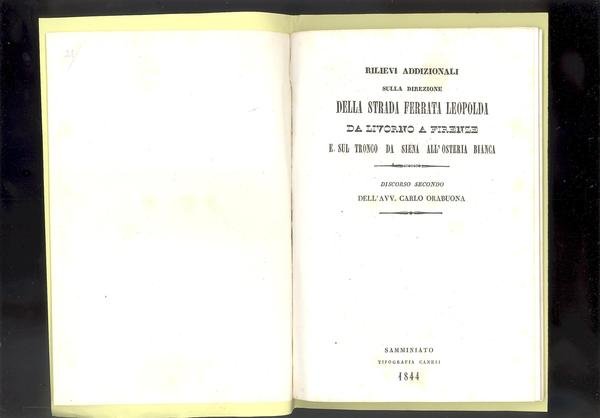 RILIEVI ADDIZIONALI
SULLA DIREZIONE
DELLA STRADA FERRATA LEOPOLDA
DA LIVORNO A FIRENZE
E SUL TRONCO DA SIENA ALL'OSTERIA BIANCA
DISCORSO SECONDO
DELL'AVV. CARLO ORABUONA
SAMMINIATO
TIPOGRAFIA CANESI
1844